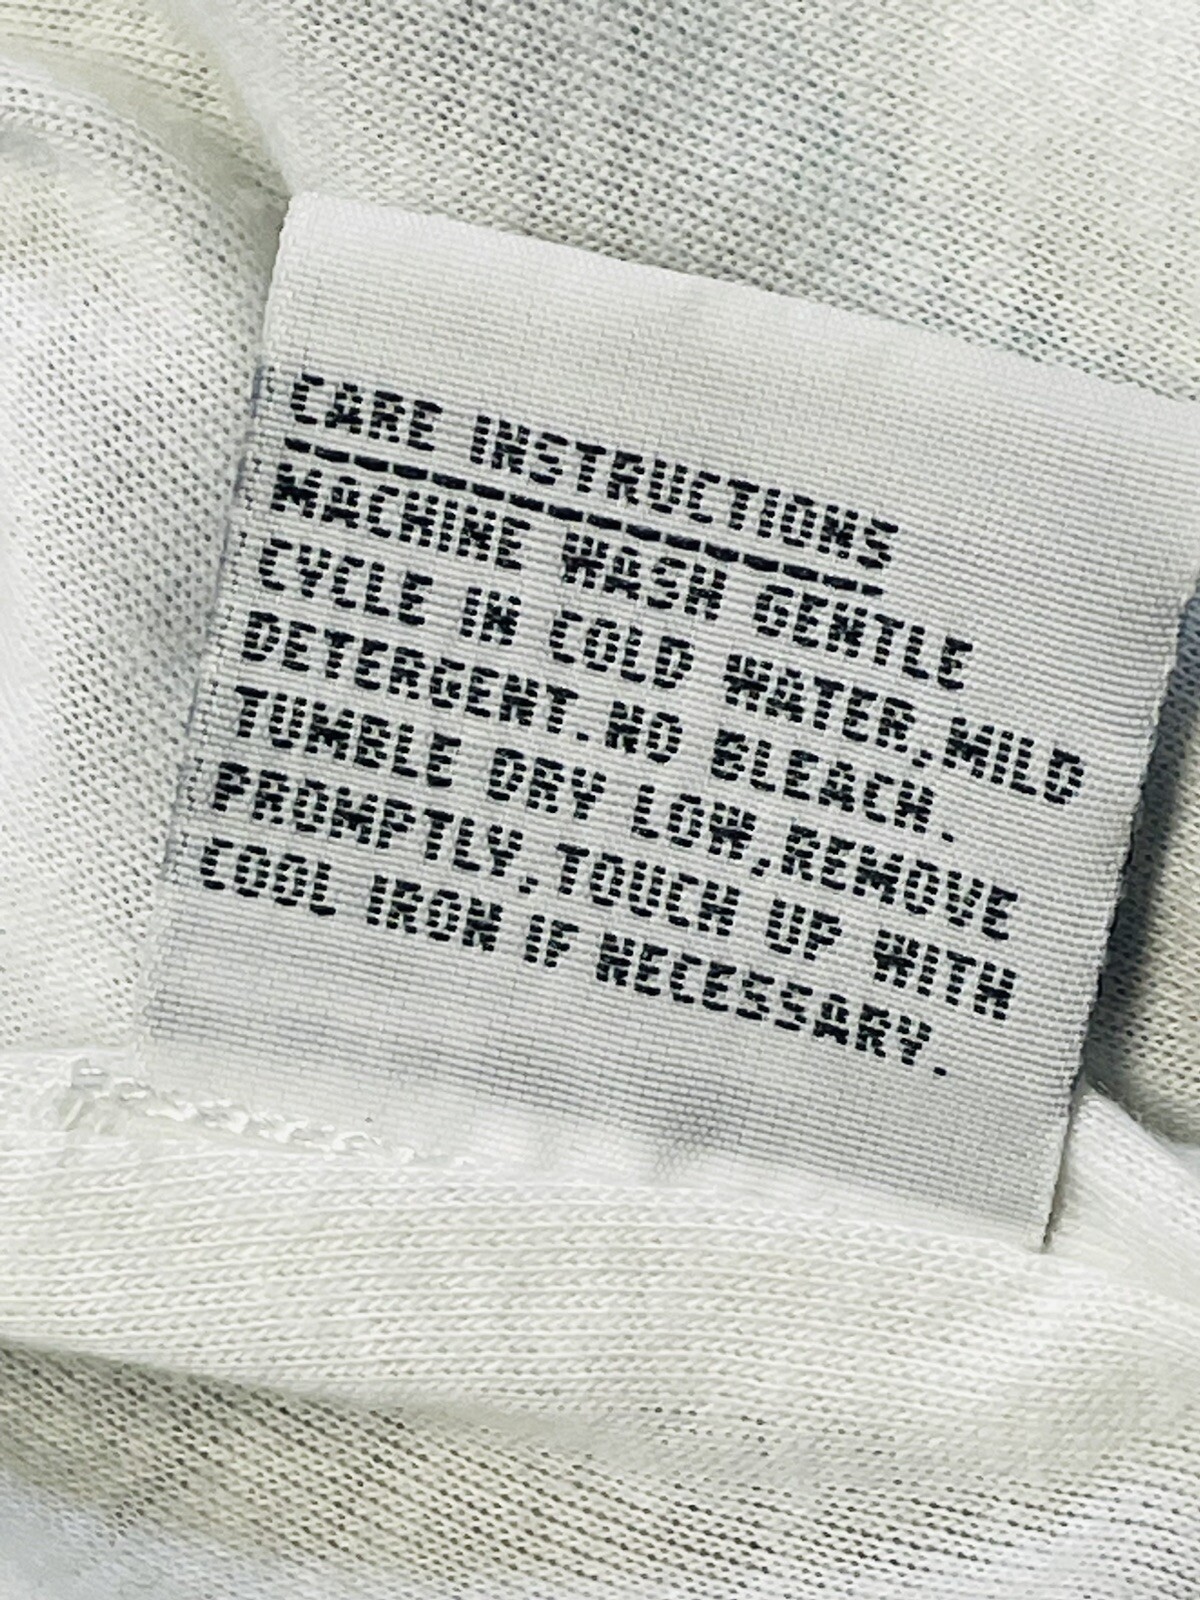 CARE INSTRUCTIONS
MACHINE WASH GENTLE
CYCLE IN COLD WATER,MILD
DETERGENT.NO BLEACH.
TUMBLE DRY LOW,REMOVE
PROMPTLY.TOUCH UP WITH
COOL IRON IF NECESSARY.